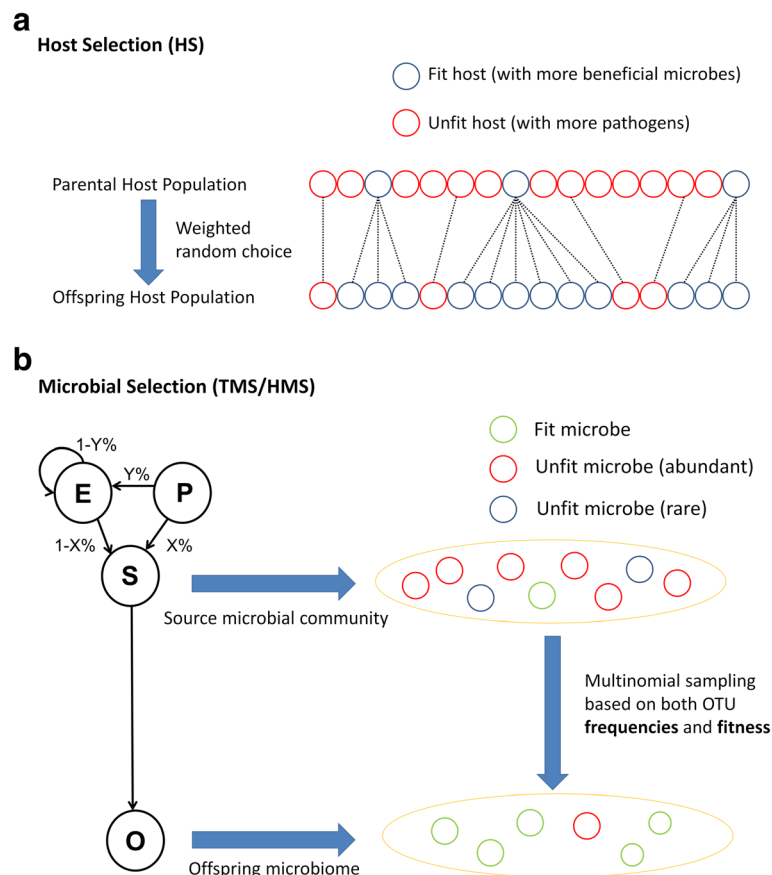 a
Host Selection (HS)
Fit host (with more beneficial microbes)
Unfit host (with more pathogens)
Parental Host Population
Weighted
random choice
Offspring Host Population
b
Microbial Selection (TMS/HMS)
Fit microbe
Unfit microbe (abundant)
Unfit microbe (rare)
1-Y%
E
Y%
P
1-X%
X%
S
Source microbial community
Multinomial sampling
based on both OTU
frequencies and fitness
O
Offspring microbiome